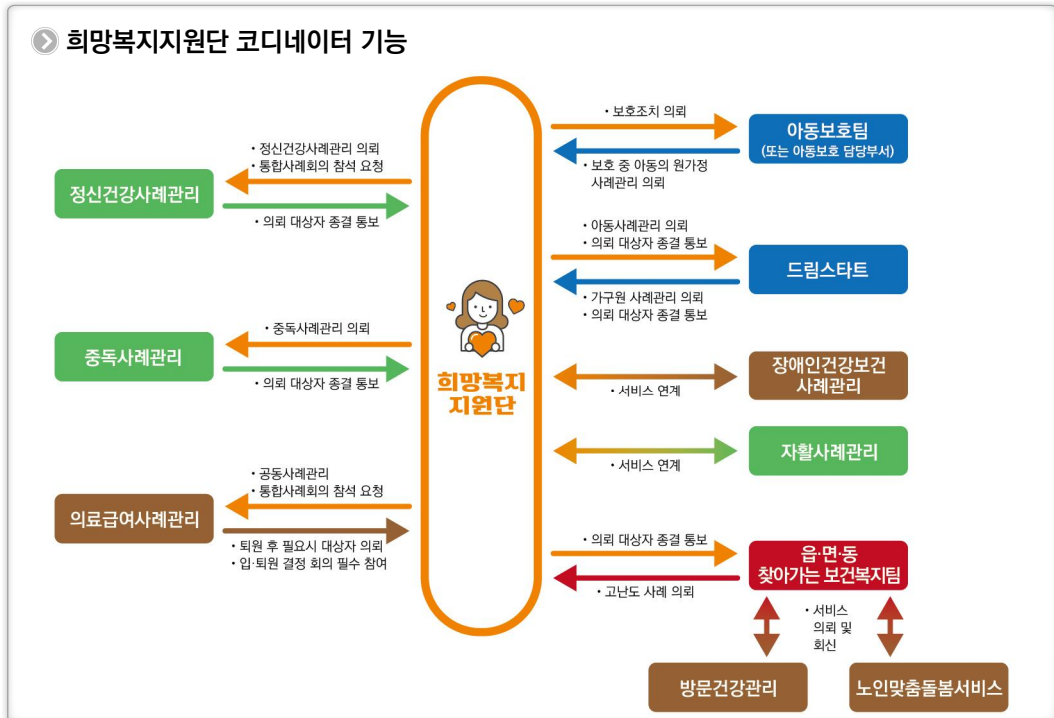 희망복지지원단 코디네이터 기능
• 정신건강사례관리 의뢰
• 통합사례회의 참석 요청
정신건강사례관리
• 의뢰 대상자 종결 통보
• 중독사례관리 의뢰
중독사례관리
• 의뢰 대상자 종결 통보
• 공동사례관리
• 통합사례회의 참석 요청
의료급여사례관리
• 퇴원 후 필요시 대상자 의뢰
• 입·퇴원 결정 회의 필수 참여
희망복지
지원단
• 보호조치 의뢰
아동보호팀
(또는 아동보호 담당부서)
• 보호 중 아동의 원가정
사례관리 의뢰
• 아동사례관리 의뢰
• 의뢰 대상자 종결 통보
드림스타트
• 가구원 사례관리 의뢰
• 의뢰 대상자 종결 통보
장애인건강보건
사례관리
• 서비스 연계
자활사례관리
• 서비스 연계
• 의뢰 대상자 종결 통보
읍·면·동
찾아가는 보건복지팀
• 고난도 사례 의뢰
• 서비스
의뢰 및
회신
방문건강관리
노인맞춤돌봄서비스